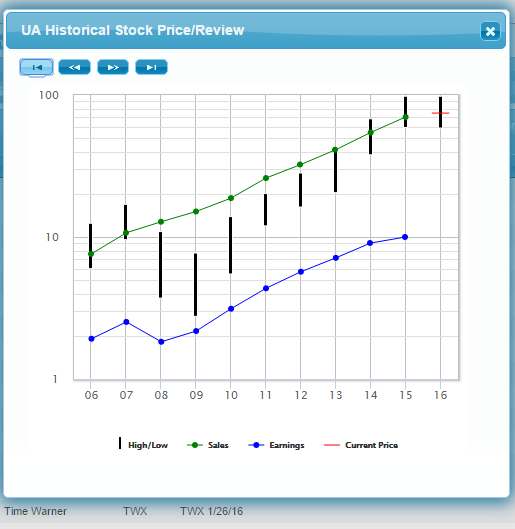 UA Historical Stock Price/Review
100
10
1
06 07 08 09 10 11 12 13 14 15 16
High/Low Sales Earnings Current Price
Time Warner TWX TWX 1/26/16